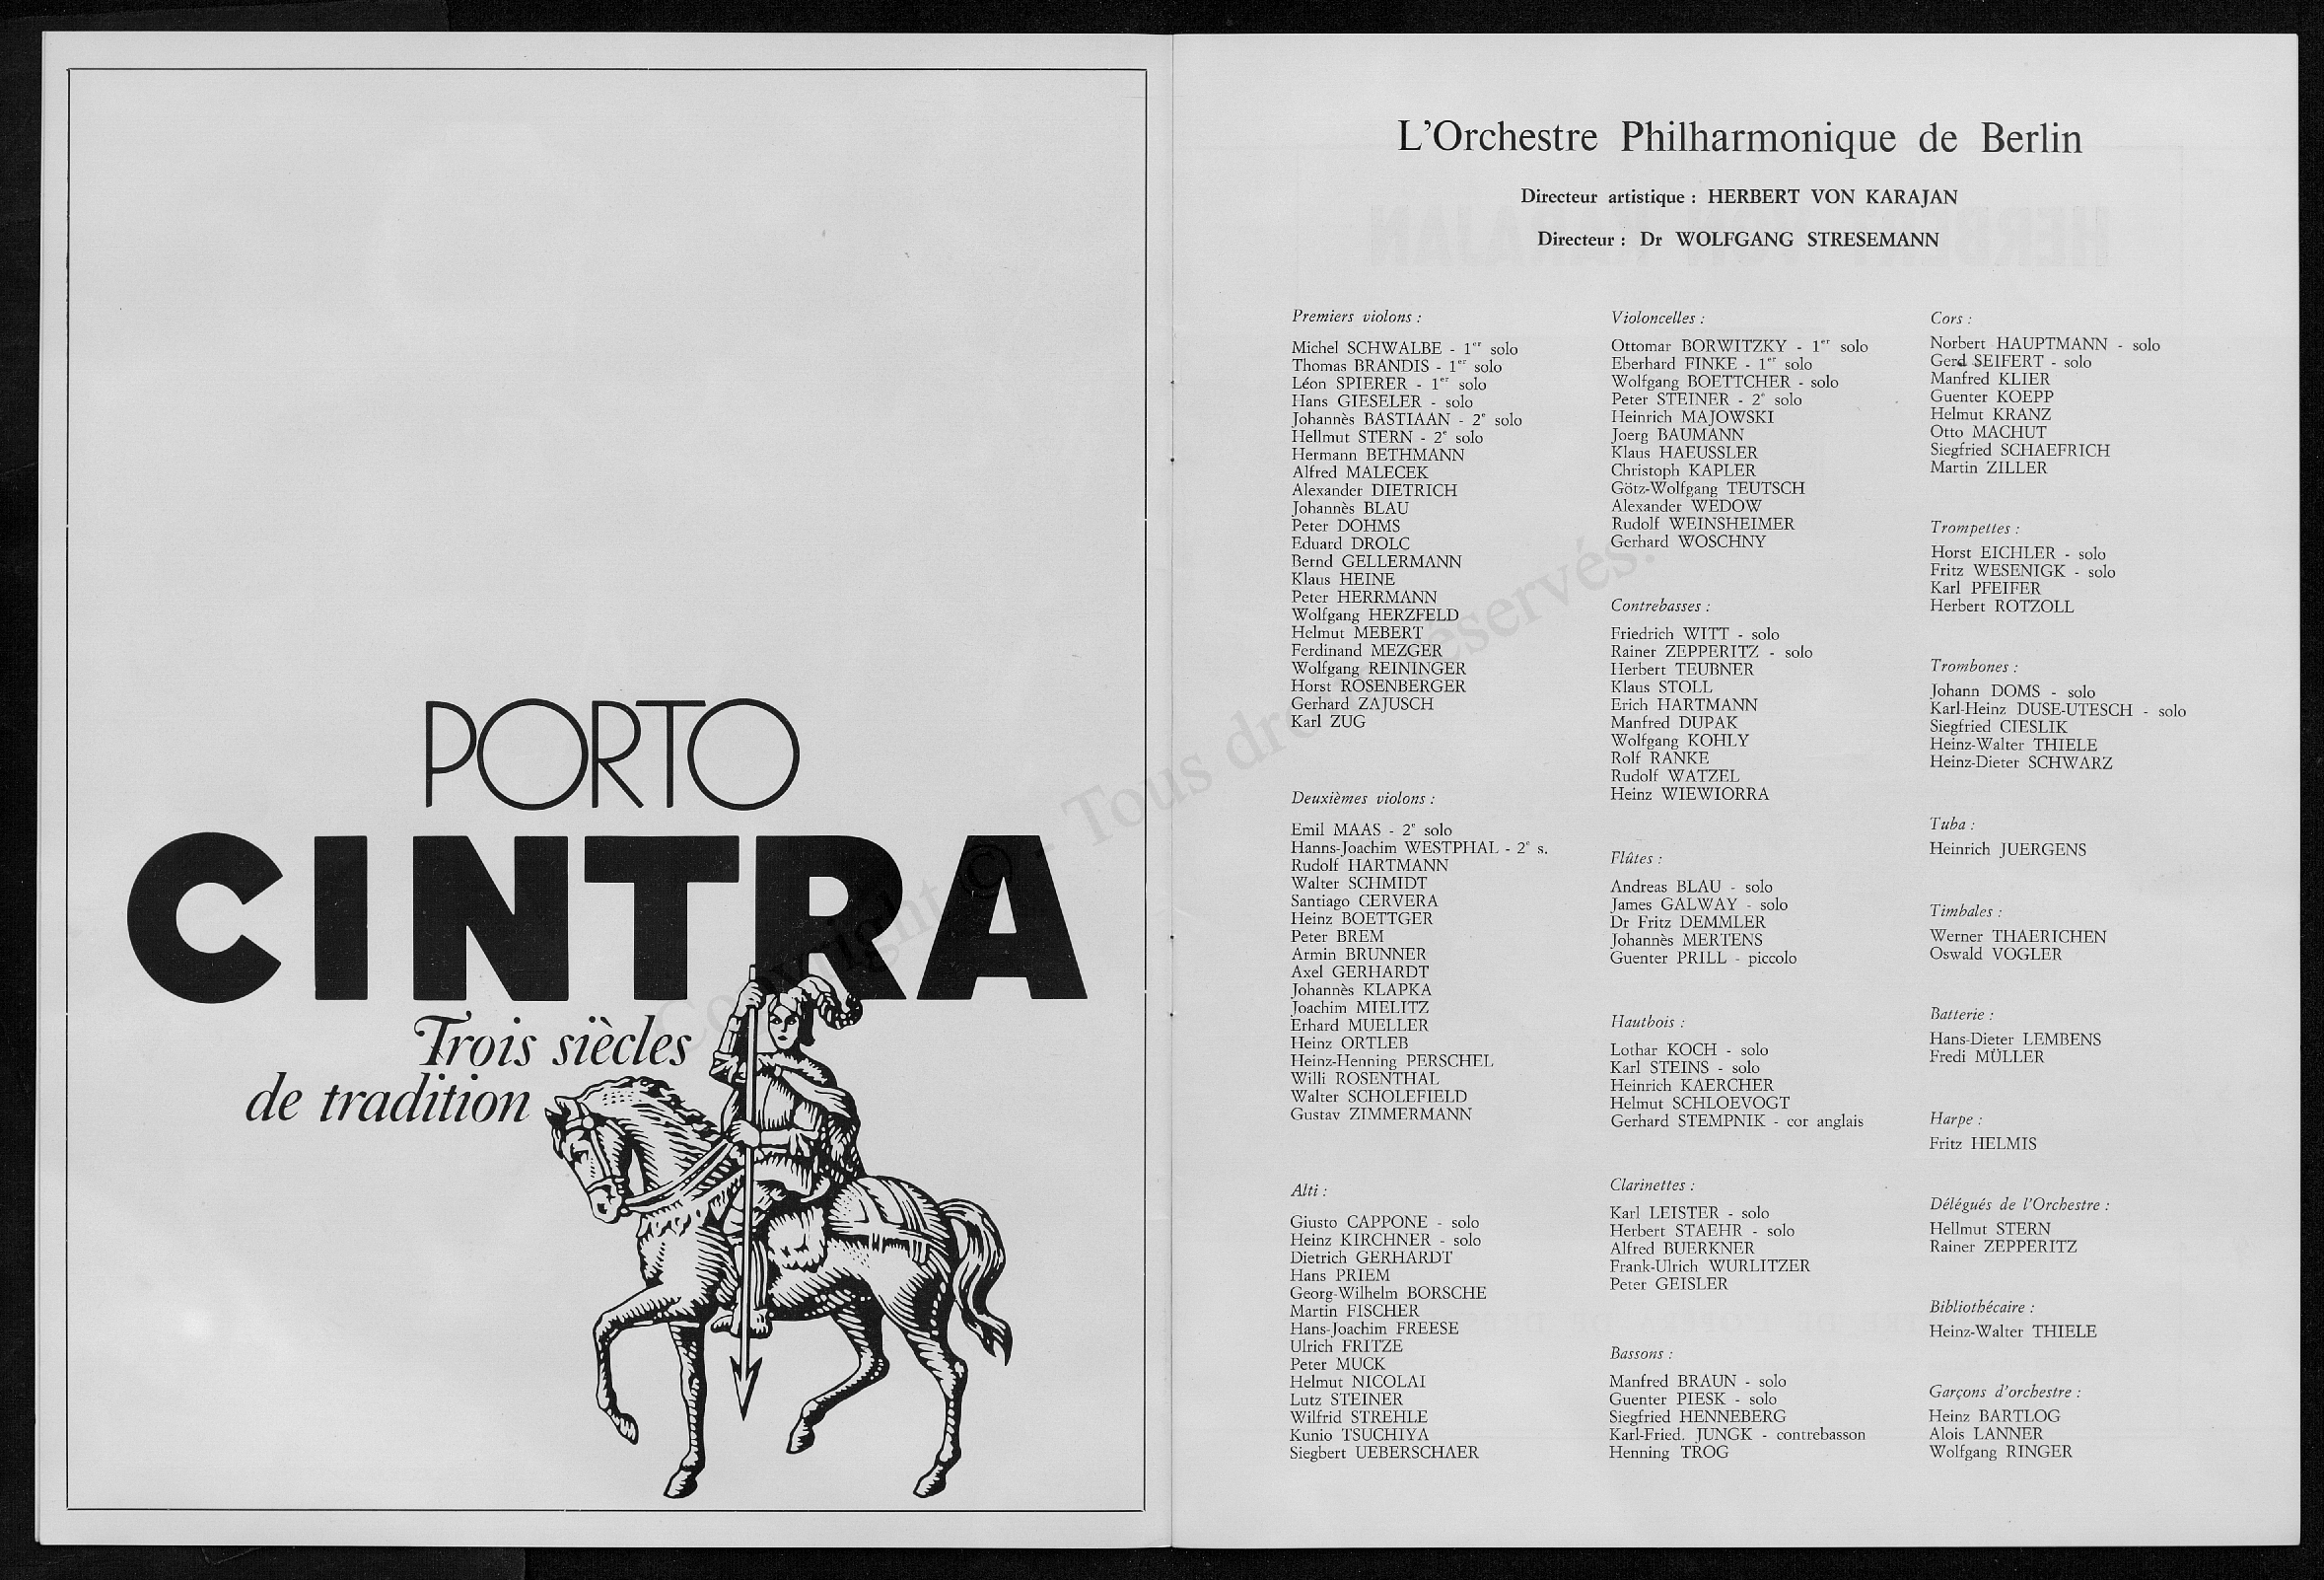 PORTO
CINTRA
Trois siècles
de tradition
L'Orchestre Philharmonique de Berlin
Directeur artistique : HERBERT VON KARAJAN
Directeur : Dr WOLFGANG STRESEMANN
Premiers violons :
Michel SCHWALBE - 1er solo
Thomas BRANDIS - 1er solo
Léon SPIERER - 1er solo
Hans GIESELER - solo
Johannès BASTIAAN - 2e solo
Hellmut STERN - 2e solo
Hermann BETHMANN
Alfred MALECEK
Alexander DIETRICH
Johannès BLAU
Peter DOHMS
Eduard DROLC
Bernd GELLERMANN
Klaus HEINE
Peter HERRMANN
Wolfgang HERZFELD
Helmut MEBERT
Ferdinand MEZGER
Wolfgang REININGER
Horst ROSENBERGER
Gerhard ZAJUSCH
Karl ZUG
Deuxièmes violons :
Emil MAAS - 2e solo
Hanns-Joachim WESTPHAL - 2e s.
Rudolf HARTMANN
Walter SCHMIDT
Santiago CERVERA
Heinz BOETTGER
Peter BREM
Armin BRUNNER
Axel GERHARDT
Johannès KLAPKA
Joachim MIELITZ
Erhard MUELLER
Heinz ORTLEB
Heinz-Henning PERSCHEL
Willi ROSENTHAL
Walter SCHOLEFIELD
Gustav ZIMMERMANN
Alti :
Giusto CAPPONE - solo
Heinz KIRCHNER - solo
Dietrich GERHARDT
Hans PRIEM
Georg-Wilhelm BORSCHE
Martin FISCHER
Hans-Joachim FREESE
Ulrich FRITZE
Peter MUCK
Helmut NICOLAI
Lutz STEINER
Wilfrid STREHLE
Kunio TSUCHIYA
Siegbert UEBERSCHAER
Violoncelles :
Ottomar BORWITZKY - 1er solo
Eberhard FINKE - 1er solo
Wolfgang BOETTCHER - solo
Peter STEINER - 2e solo
Heinrich MAJOWSKI
Joerg BAUMANN
Klaus HAEUSSLER
Christoph KAPLER
Götz-Wolfgang TEUTSCH
Alexander WEDOW
Rudolf WEINSHEIMER
Gerhard WOSCHNY
Contrebasses :
Friedrich WITT - solo
Rainer ZEPPERITZ - solo
Herbert TEUBNER
Klaus STOLL
Erich HARTMANN
Manfred DUPAK
Wolfgang KOHLY
Rolf RANKE
Rudolf WATZEL
Heinz WIEWIORRA
Flûtes :
Andreas BLAU - solo
James GALWAY - solo
Dr Fritz DEMMLER
Johannès MERTENS
Guenter PRILL - piccolo
Hautbois :
Lothar KOCH - solo
Karl STEINS - solo
Heinrich KAERCHER
Helmut SCHLOEVOGT
Gerhard STEMPNIK - cor anglais
Clarinettes :
Karl LEISTER - solo
Herbert STAEHR - solo
Alfred BUERKNER
Frank-Ulrich WURLITZER
Peter GEISLER
Bassons :
Manfred BRAUN - solo
Guenter PIESK - solo
Siegfried HENNEBERG
Karl-Fried. JUNGK - contrebasson
Henning TROG
Cors :
Norbert HAUPTMANN - solo
Gerd SEIFERT - solo
Manfred KLIER
Guenter KOEPP
Helmut KRANZ
Otto MACHUT
Siegfried SCHAEFRICH
Martin ZILLER
Trompettes :
Horst EICHLER - solo
Fritz WESENIGK - solo
Karl PFEIFER
Herbert ROTZOLL
Trombones :
Johann DOMS - solo
Karl-Heinz DUSE-UTESCH - solo
Siegfried CIESLIK
Heinz-Walter THIELE
Heinz-Dieter SCHWARZ
Tuba :
Heinrich JUERGENS
Timbales :
Werner THAERICHEN
Oswald VOGLER
Batterie :
Hans-Dieter LEMBENS
Fredi MÜLLER
Harpe :
Fritz HELMIS
Délégués de l'Orchestre :
Hellmut STERN
Rainer ZEPPERITZ
Bibliothécaire :
Heinz-Walter THIELE
Garçons d'orchestre :
Heinz BARTLOG
Alois LANNER
Wolfgang RINGER
Copyright © - Tous droits réservés.